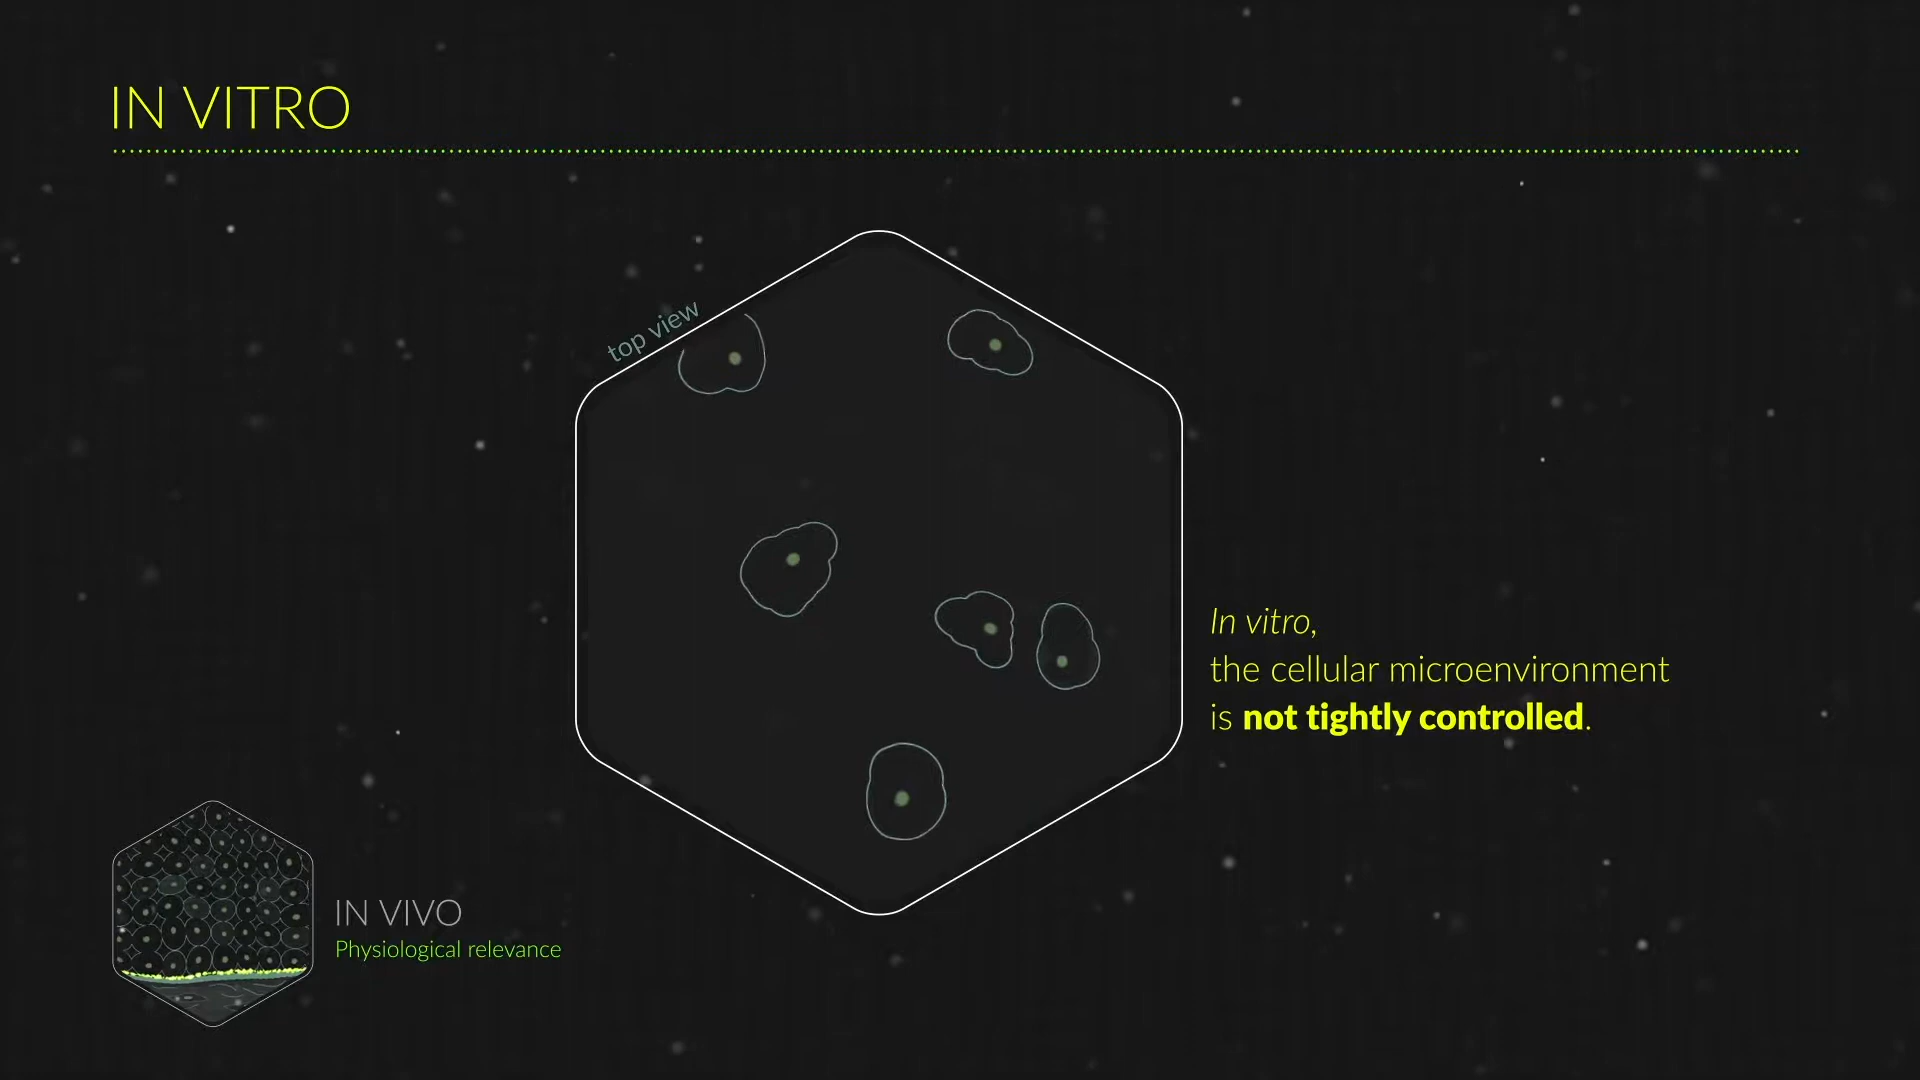 IN VITRO
top view
In vitro,
the cellular microenvironment
is not tightly controlled.
IN VIVO
Physiological relevance